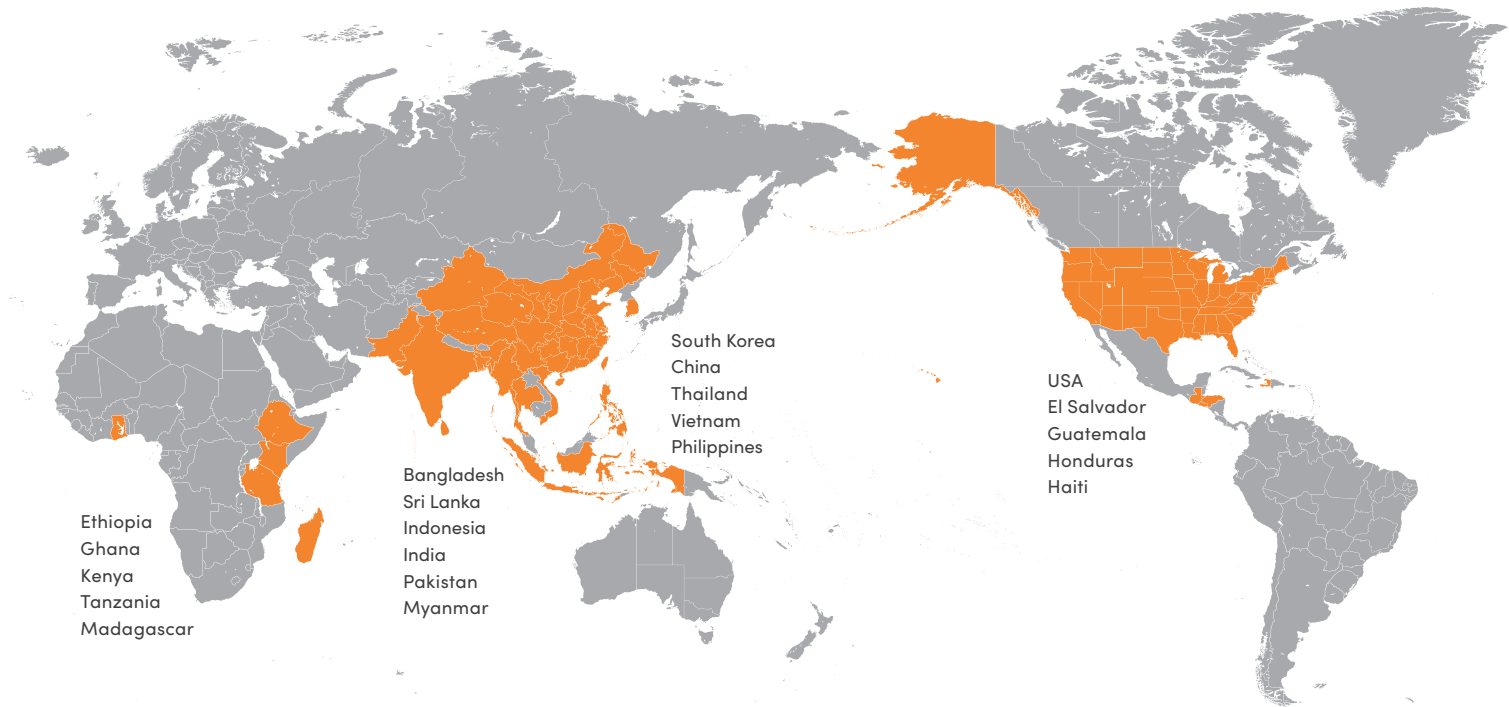 Ethiopia
Ghana
Kenya
Tanzania
Madagascar
Bangladesh
Sri Lanka
Indonesia
India
Pakistan
Myanmar
South Korea
China
Thailand
Vietnam
Philippines
USA
El Salvador
Guatemala
Honduras
Haiti